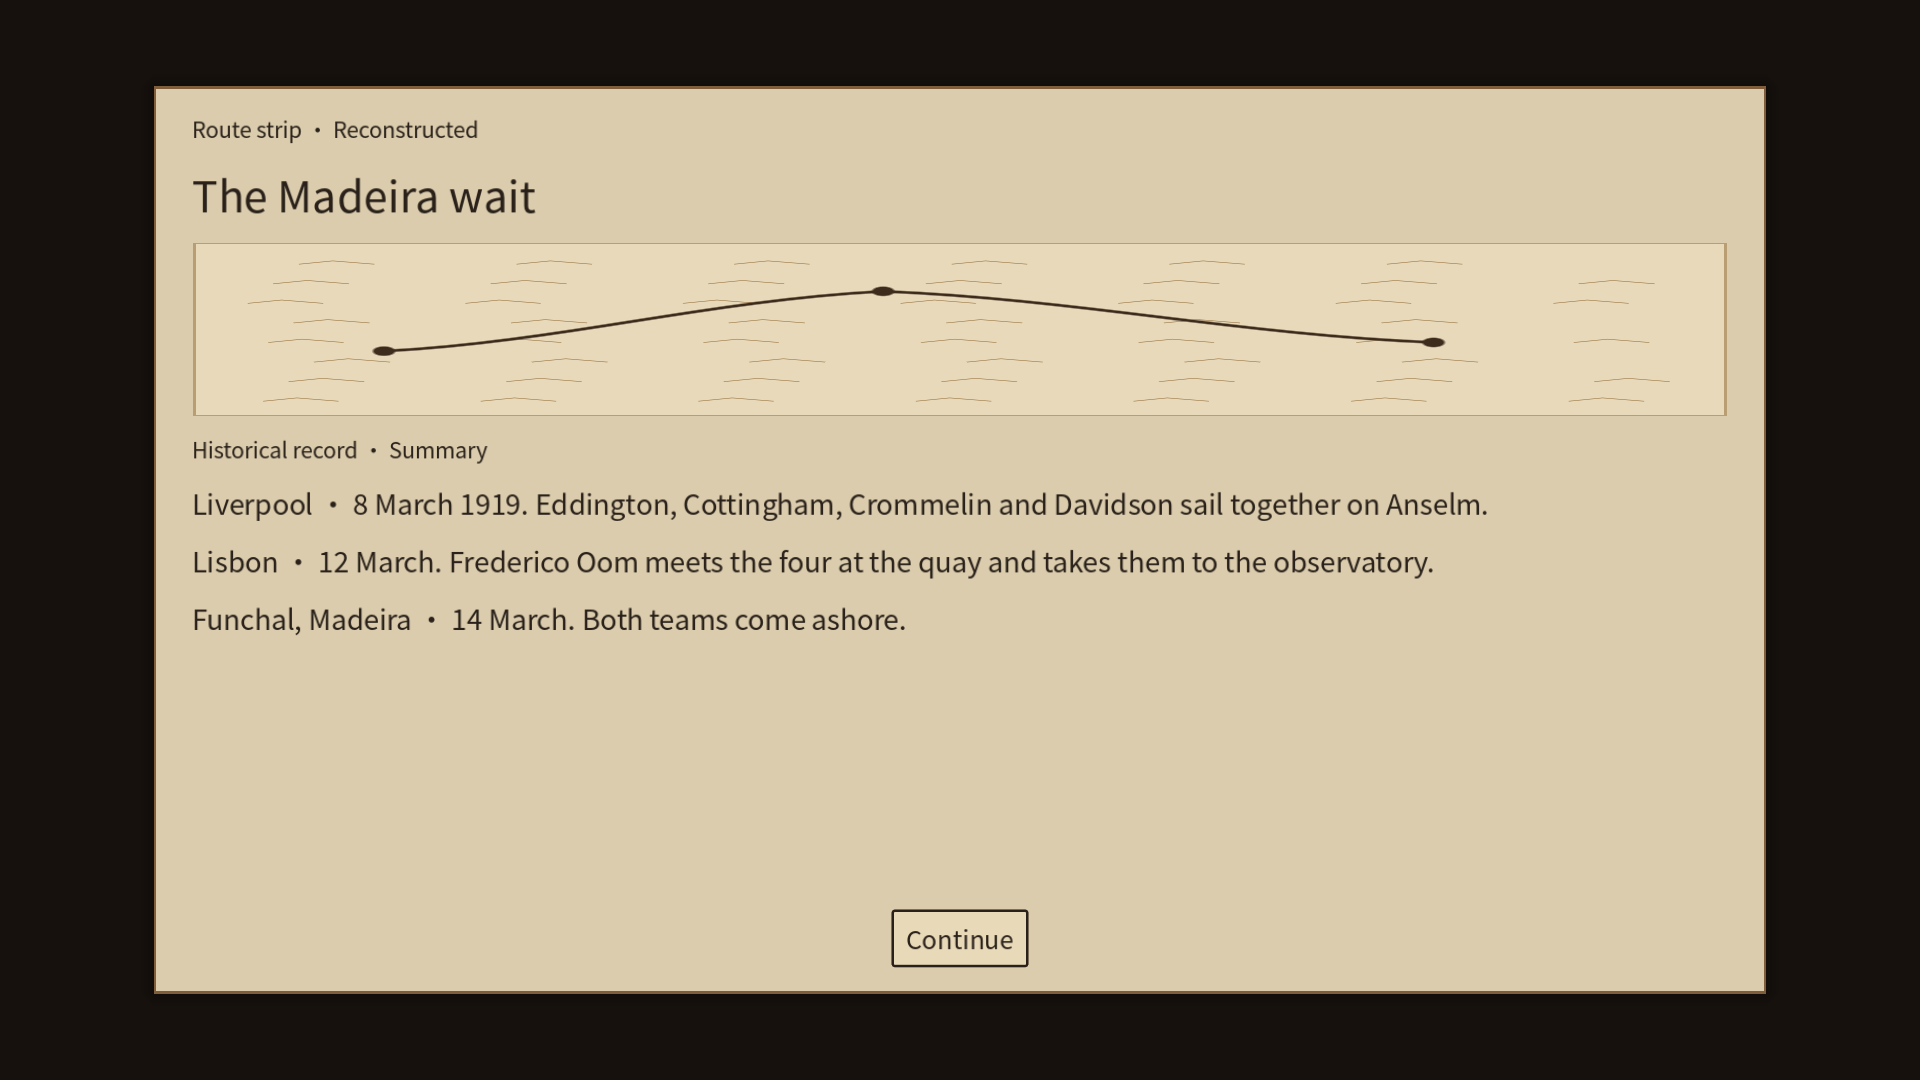 Route strip • Reconstructed
The Madeira wait
Historical record • Summary
Liverpool • 8 March 1919. Eddington, Cottingham, Crommelin and Davidson sail together on Anselm.
Lisbon • 12 March. Frederico Oom meets the four at the quay and takes them to the observatory.
Funchal, Madeira • 14 March. Both teams come ashore.
Continue